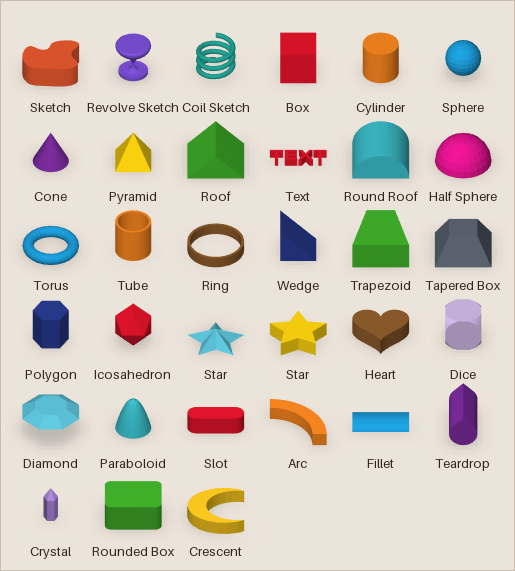 Sketch Revolve Sketch Coil Sketch Box Cylinder Sphere
TEXT
Cone Pyramid Roof Text Round Roof Half Sphere
Torus Tube Ring Wedge Trapezoid Tapered Box
Polygon Icosahedron Star Star Heart Dice
Diamond Paraboloid Slot Arc Fillet Teardrop
Crystal Rounded Box Crescent